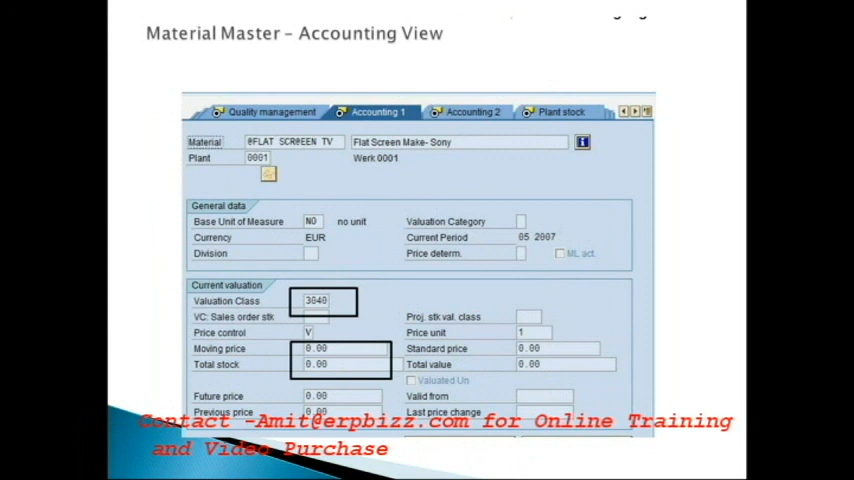 Material Master – Accounting View
Quality management Accounting 1 Accounting 2 Plant stock
Material @FLAT SCR@EEN TV Flat Screen Make- Sony
Plant 0001 Werk 0001
General data
Base Unit of Measure NO no unit Valuation Category
Currency EUR Current Period 05 2007
Division Price determ. ML act.
Current valuation
Valuation Class 3040
VC: Sales order stk Proj. stk val. class
Price control V Price unit 1
Moving price 0.00 Standard price 0.00
Total stock 0.00 Total value 0.00
Valuated Un
Future price 0.00 Valid from
Previous price 0.00 Last price change
Contact -Amit@erpbizz.com for Online Training
and Video Purchase